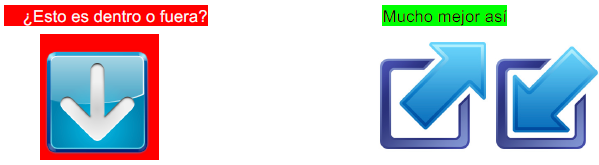 ¿Esto es dentro o fuera?
Mucho mejor así